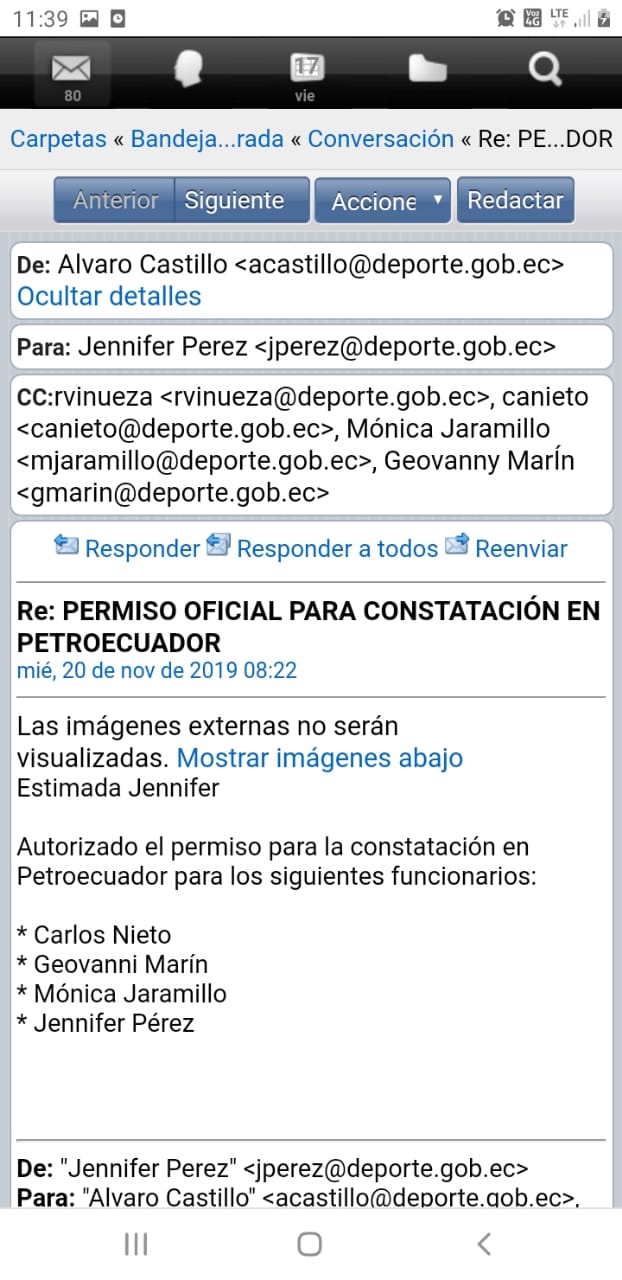 11:39
Voz 4G LTE
80
17
vie
Carpetas « Bandeja...rada « Conversación « Re: PE...DOR
Anterior Siguiente Accione Redactar
De: Alvaro Castillo <acastillo@deporte.gob.ec>
Ocultar detalles
Para: Jennifer Perez <jperez@deporte.gob.ec>
CC:rvinueza <rvinueza@deporte.gob.ec>, canieto
<canieto@deporte.gob.ec>, Mónica Jaramillo
<mjaramillo@deporte.gob.ec>, Geovanny MarÍn
<gmarin@deporte.gob.ec>
Responder Responder a todos Reenviar
Re: PERMISO OFICIAL PARA CONSTATACIÓN EN
PETROECUADOR
mié, 20 de nov de 2019 08:22
Las imágenes externas no serán
visualizadas. Mostrar imágenes abajo
Estimada Jennifer
Autorizado el permiso para la constatación en
Petroecuador para los siguientes funcionarios:
* Carlos Nieto
* Geovanni Marín
* Mónica Jaramillo
* Jennifer Pérez
De: "Jennifer Perez" <jperez@deporte.gob.ec>
Para: "Alvaro Castillo" <acastillo@deporte.gob.ec>,